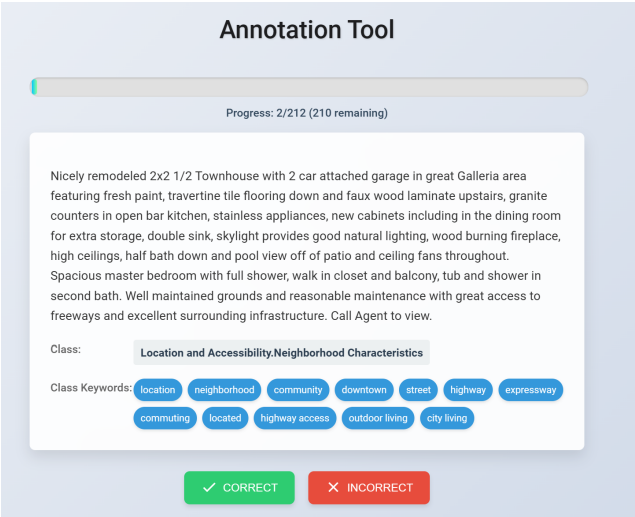 Annotation Tool
Progress: 2/212 (210 remaining)
Nicely remodeled 2x2 1/2 Townhouse with 2 car attached garage in great Galleria area
featuring fresh paint, travertine tile flooring down and faux wood laminate upstairs, granite
counters in open bar kitchen, stainless appliances, new cabinets including in the dining room
for extra storage, double sink, skylight provides good natural lighting, wood burning fireplace,
high ceilings, half bath down and pool view off of patio and ceiling fans throughout.
Spacious master bedroom with full shower, walk in closet and balcony, tub and shower in
second bath. Well maintained grounds and reasonable maintenance with great access to
freeways and excellent surrounding infrastructure. Call Agent to view.
Class: Location and Accessibility.Neighborhood Characteristics
Class Keywords: location neighborhood community downtown street highway expressway
commuting located highway access outdoor living city living
CORRECT INCORRECT